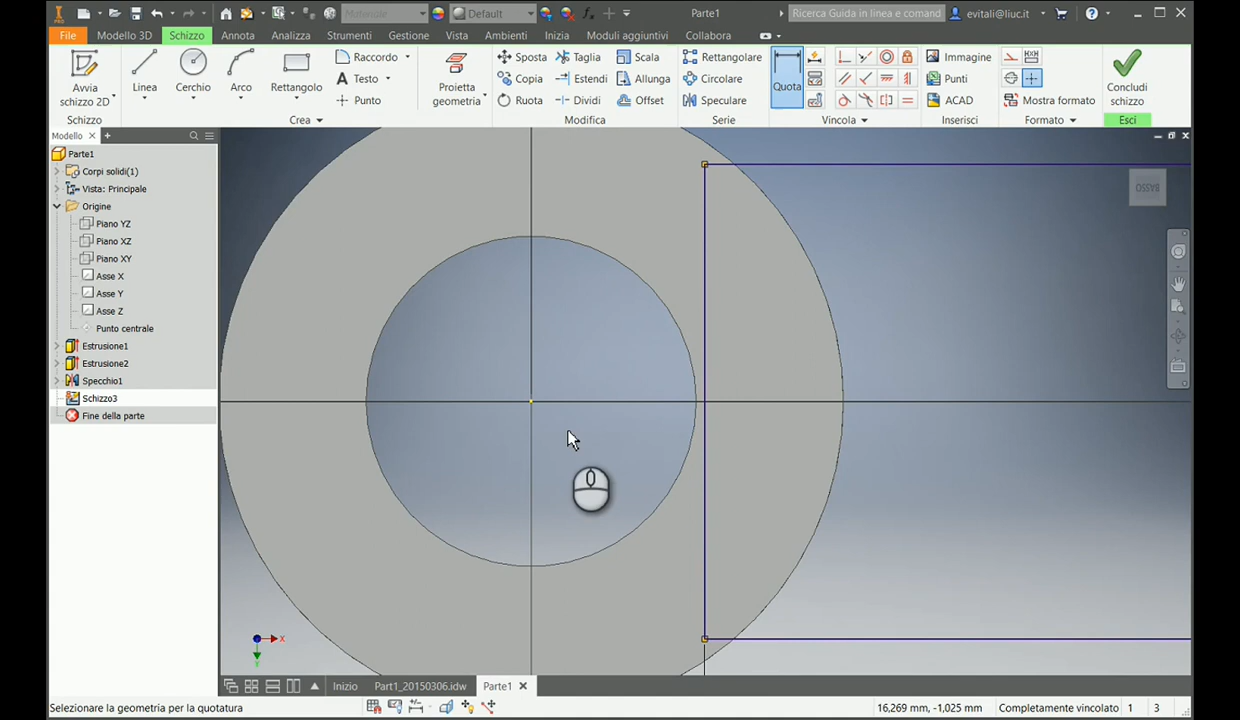 PRO
Materiale
Default
Parte1
Ricerca Guida in linea e comand
evitali@liuc.it
File
Modello 3D
Schizzo
Annota
Analizza
Strumenti
Gestione
Vista
Ambienti
Inizia
Moduli aggiuntivi
Collabora
Avvia schizzo 2D
Linea
Cerchio
Arco
Rettangolo
Raccordo
Testo
Punto
Proietta geometria
Sposta
Copia
Ruota
Taglia
Estendi
Dividi
Scala
Allunga
Offset
Rettangolare
Circolare
Speculare
Quota
Immagine
Punti
ACAD
Mostra formato
Concludi schizzo
Schizzo
Crea
Modifica
Serie
Vincola
Inserisci
Formato
Esci
Modello
Parte1
Corpi solidi(1)
Vista: Principale
Origine
Piano YZ
Piano XZ
Piano XY
Asse X
Asse Y
Asse Z
Punto centrale
Estrusione1
Estrusione2
Specchio1
Schizzo3
Fine della parte
BASSO
X
Y
Inizio
Part1_20150306.idw
Parte1
Selezionare la geometria per la quotatura
16,269 mm, -1,025 mm
Completamente vincolato
1
3